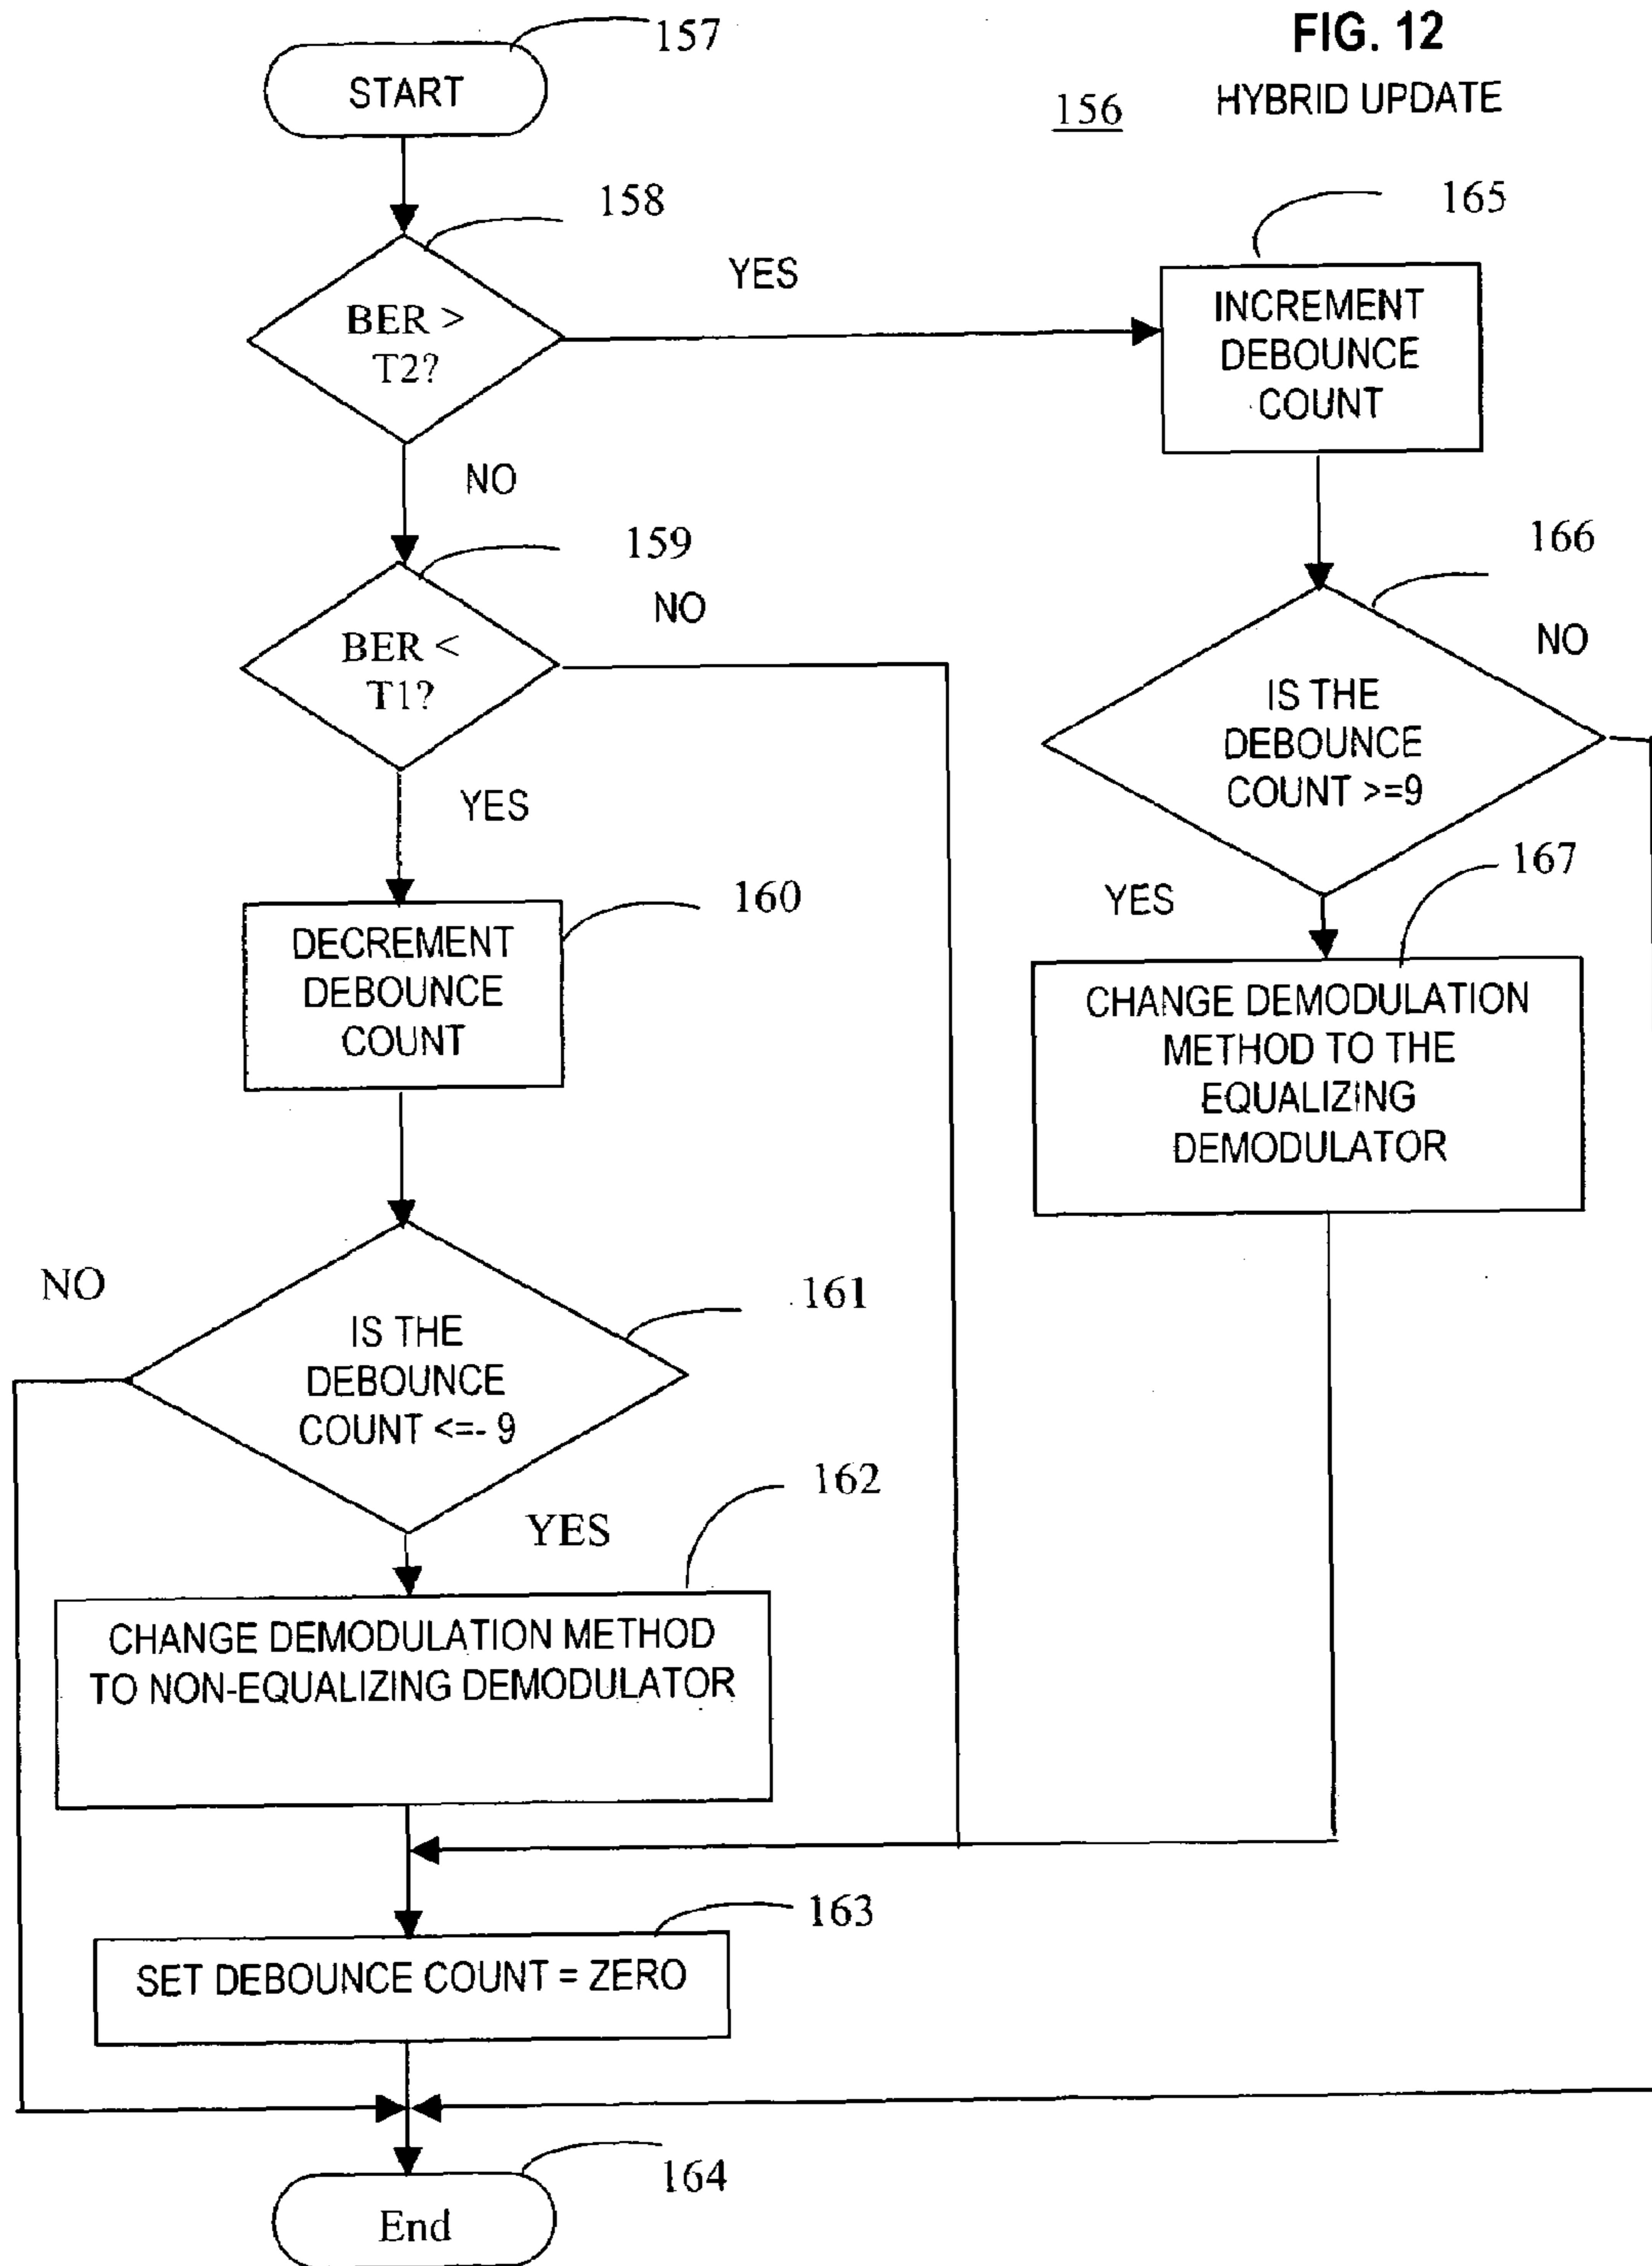 FIG. 12
HYBRID UPDATE
156
157
START
158
BER >
T2?
YES
NO
165
INCREMENT
DEBOUNCE
COUNT
159
BER <
T1?
NO
YES
166
IS THE
DEBOUNCE
COUNT >=9
NO
YES
160
DECREMENT
DEBOUNCE
COUNT
167
CHANGE DEMODULATION
METHOD TO THE
EQUALIZING
DEMODULATOR
161
IS THE
DEBOUNCE
COUNT <=- 9
NO
YES
162
CHANGE DEMODULATION METHOD
TO NON-EQUALIZING DEMODULATOR
163
SET DEBOUNCE COUNT = ZERO
164
End